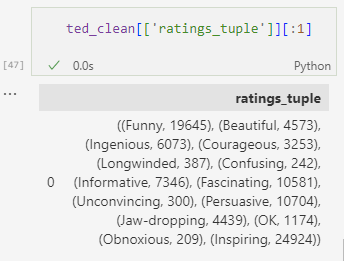 ted_clean[['ratings_tuple']][:1]
[47]
0.0s
Python
...
ratings_tuple
((Funny, 19645), (Beautiful, 4573),
(Ingenious, 6073), (Courageous, 3253),
(Longwinded, 387), (Confusing, 242),
0 (Informative, 7346), (Fascinating, 10581),
(Unconvincing, 300), (Persuasive, 10704),
(Jaw-dropping, 4439), (OK, 1174),
(Obnoxious, 209), (Inspiring, 24924))